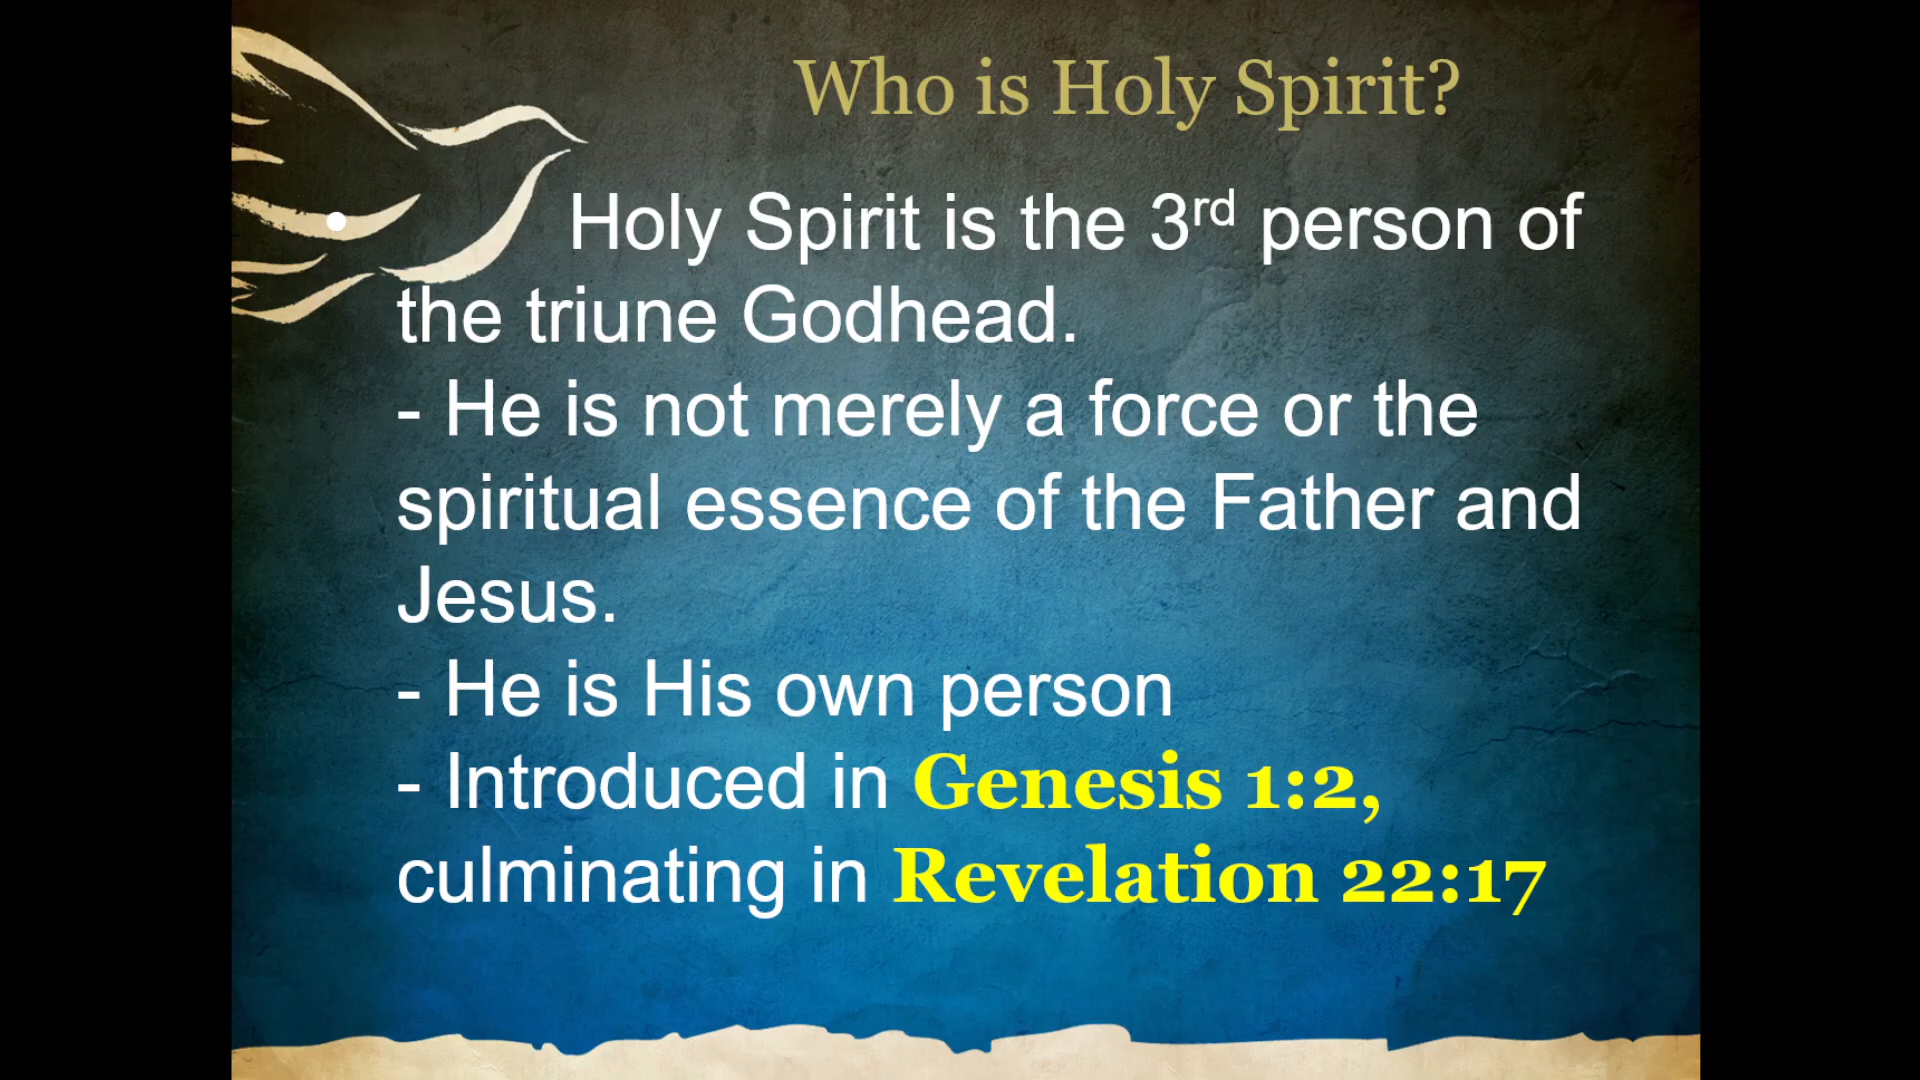 Who is Holy Spirit?
• Holy Spirit is the 3rd person of
the triune Godhead.
- He is not merely a force or the
spiritual essence of the Father and
Jesus.
- He is His own person
- Introduced in Genesis 1:2,
culminating in Revelation 22:17